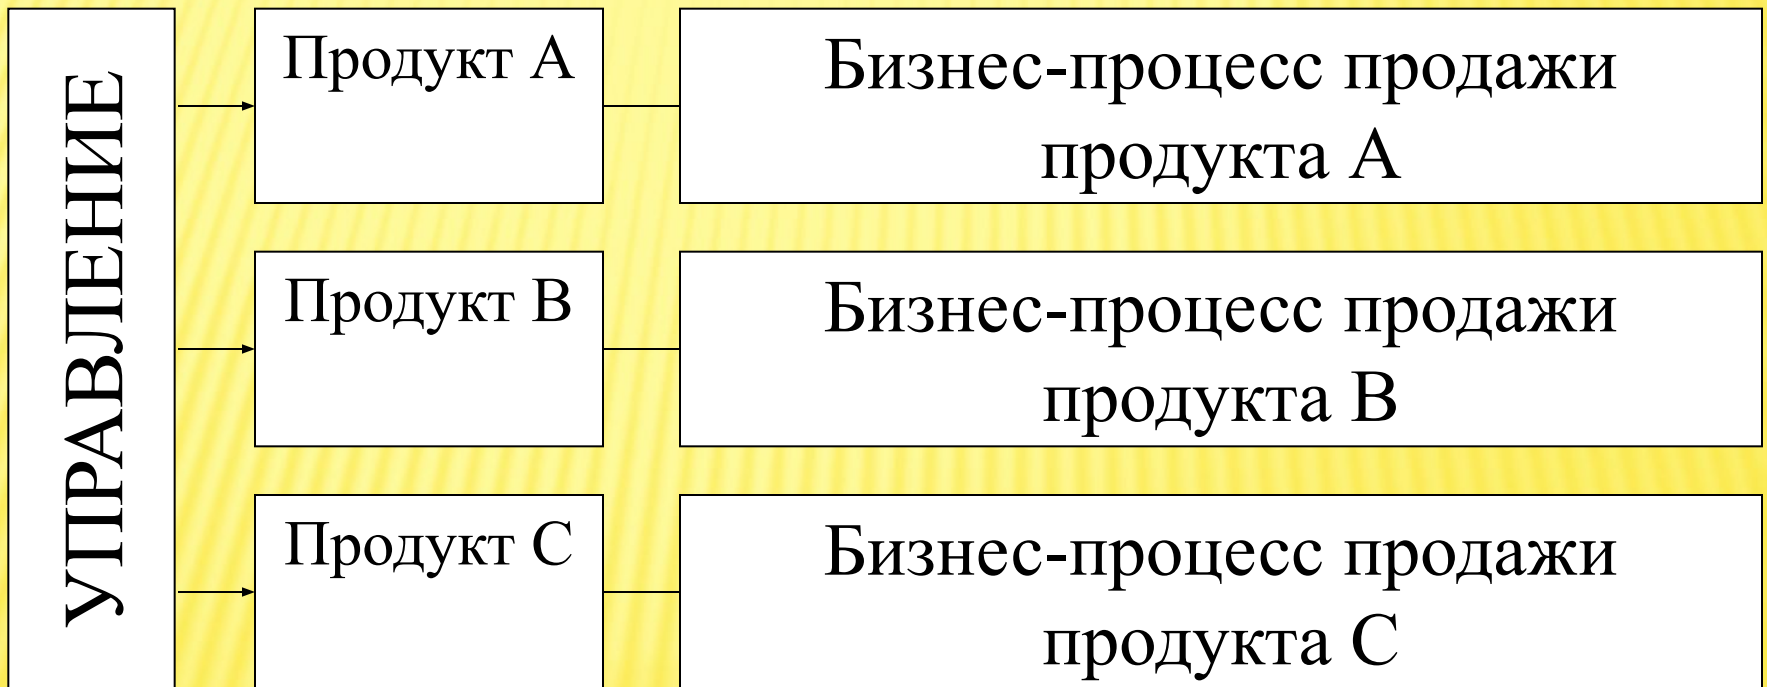 УПРАВЛЕНИЕ
Продукт А
Бизнес-процесс продажи
продукта А
Продукт В
Бизнес-процесс продажи
продукта В
Продукт С
Бизнес-процесс продажи
продукта С